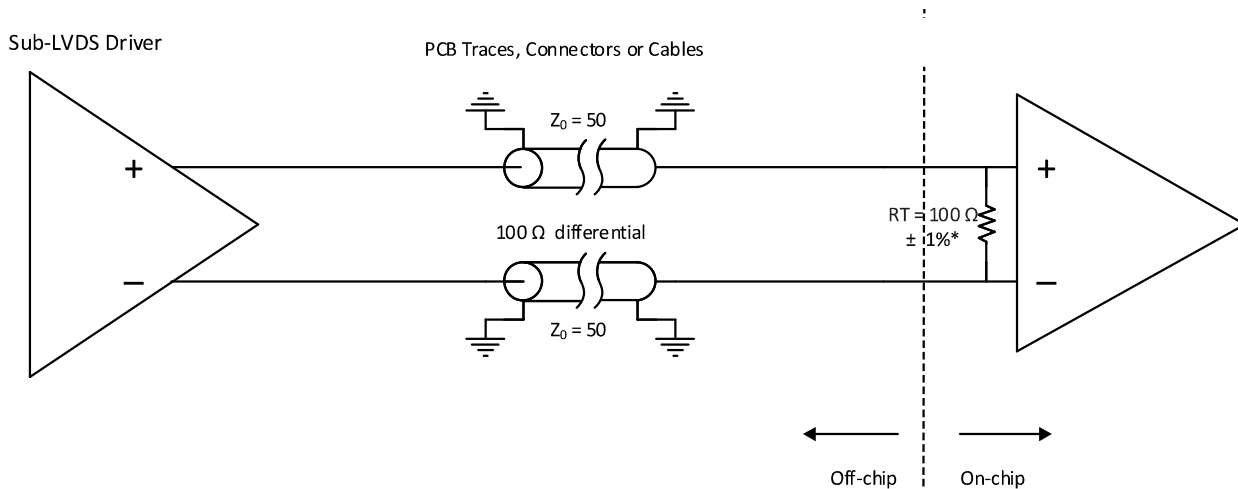 Sub-LVDS Driver
PCB Traces, Connectors or Cables
Z₀ = 50
+
+
RT = 100 Ω
± 1%*
100 Ω differential
−
−
Z₀ = 50
Off-chip
On-chip